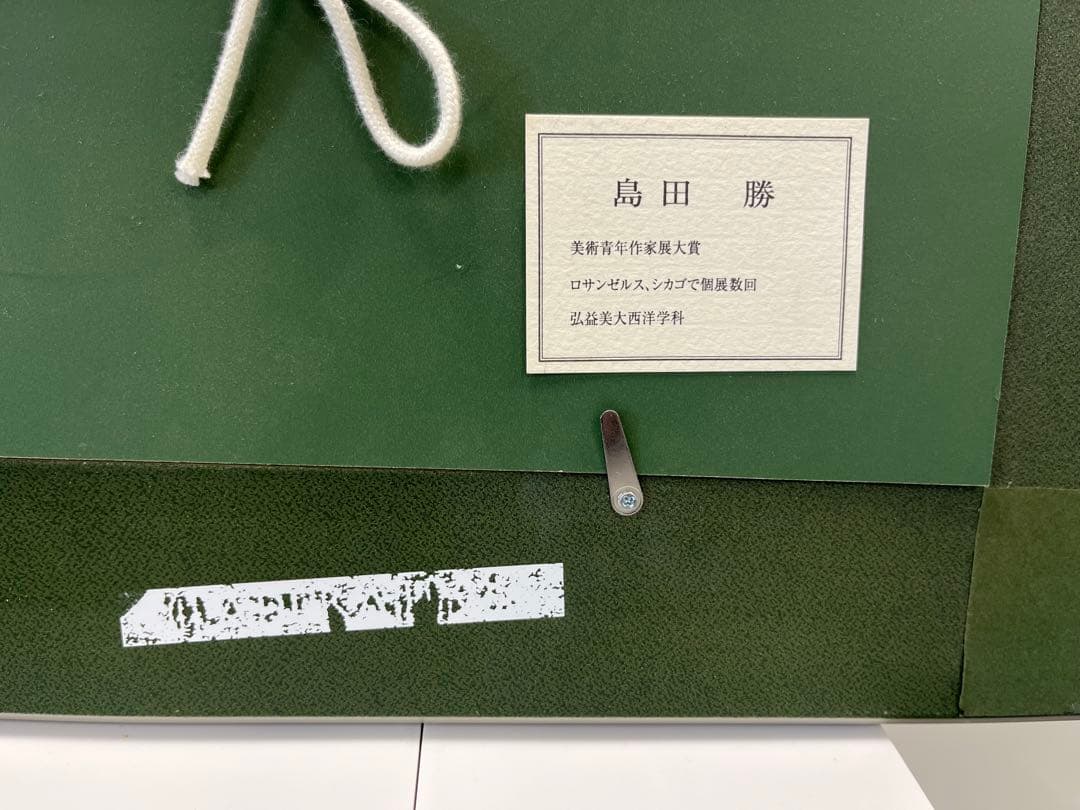 島田 勝
美術青年作家展大賞
ロサンゼルス、シカゴで個展数回
弘益美大西洋学科